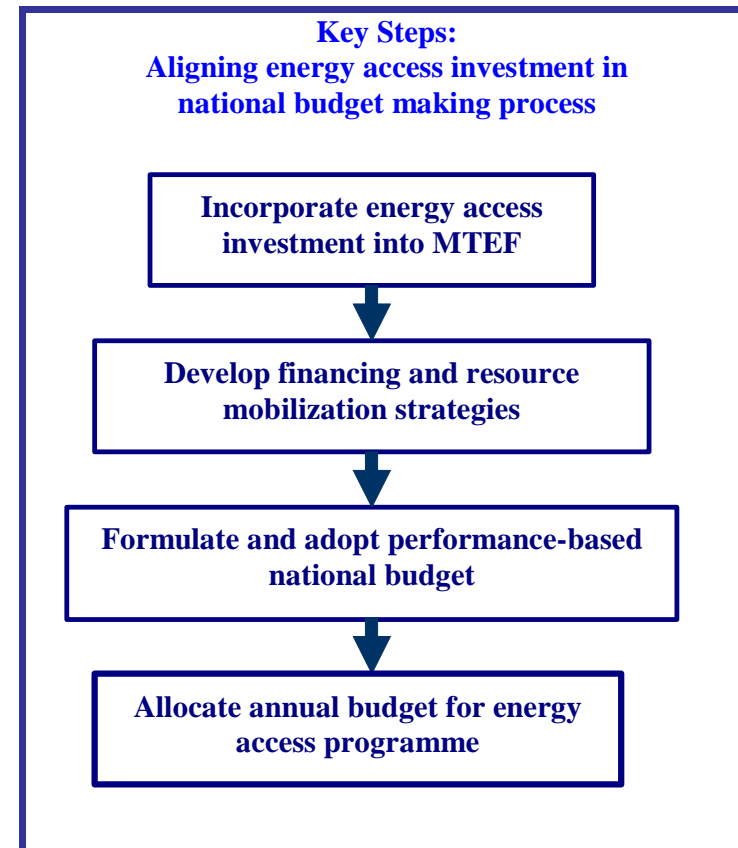 Key Steps:
Aligning energy access investment in
national budget making process
Incorporate energy access
investment into MTEF
Develop financing and resource
mobilization strategies
Formulate and adopt performance-based
national budget
Allocate annual budget for energy
access programme